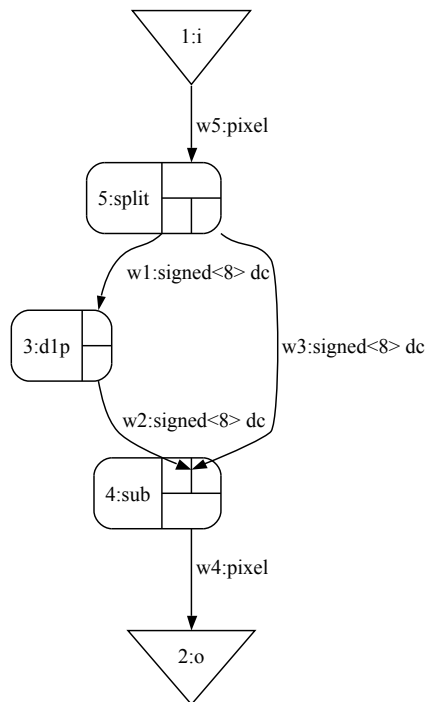 1:i
w5:pixel
5:split
w1:signed<8> dc
3:d1p
w3:signed<8> dc
w2:signed<8> dc
4:sub
w4:pixel
2:o